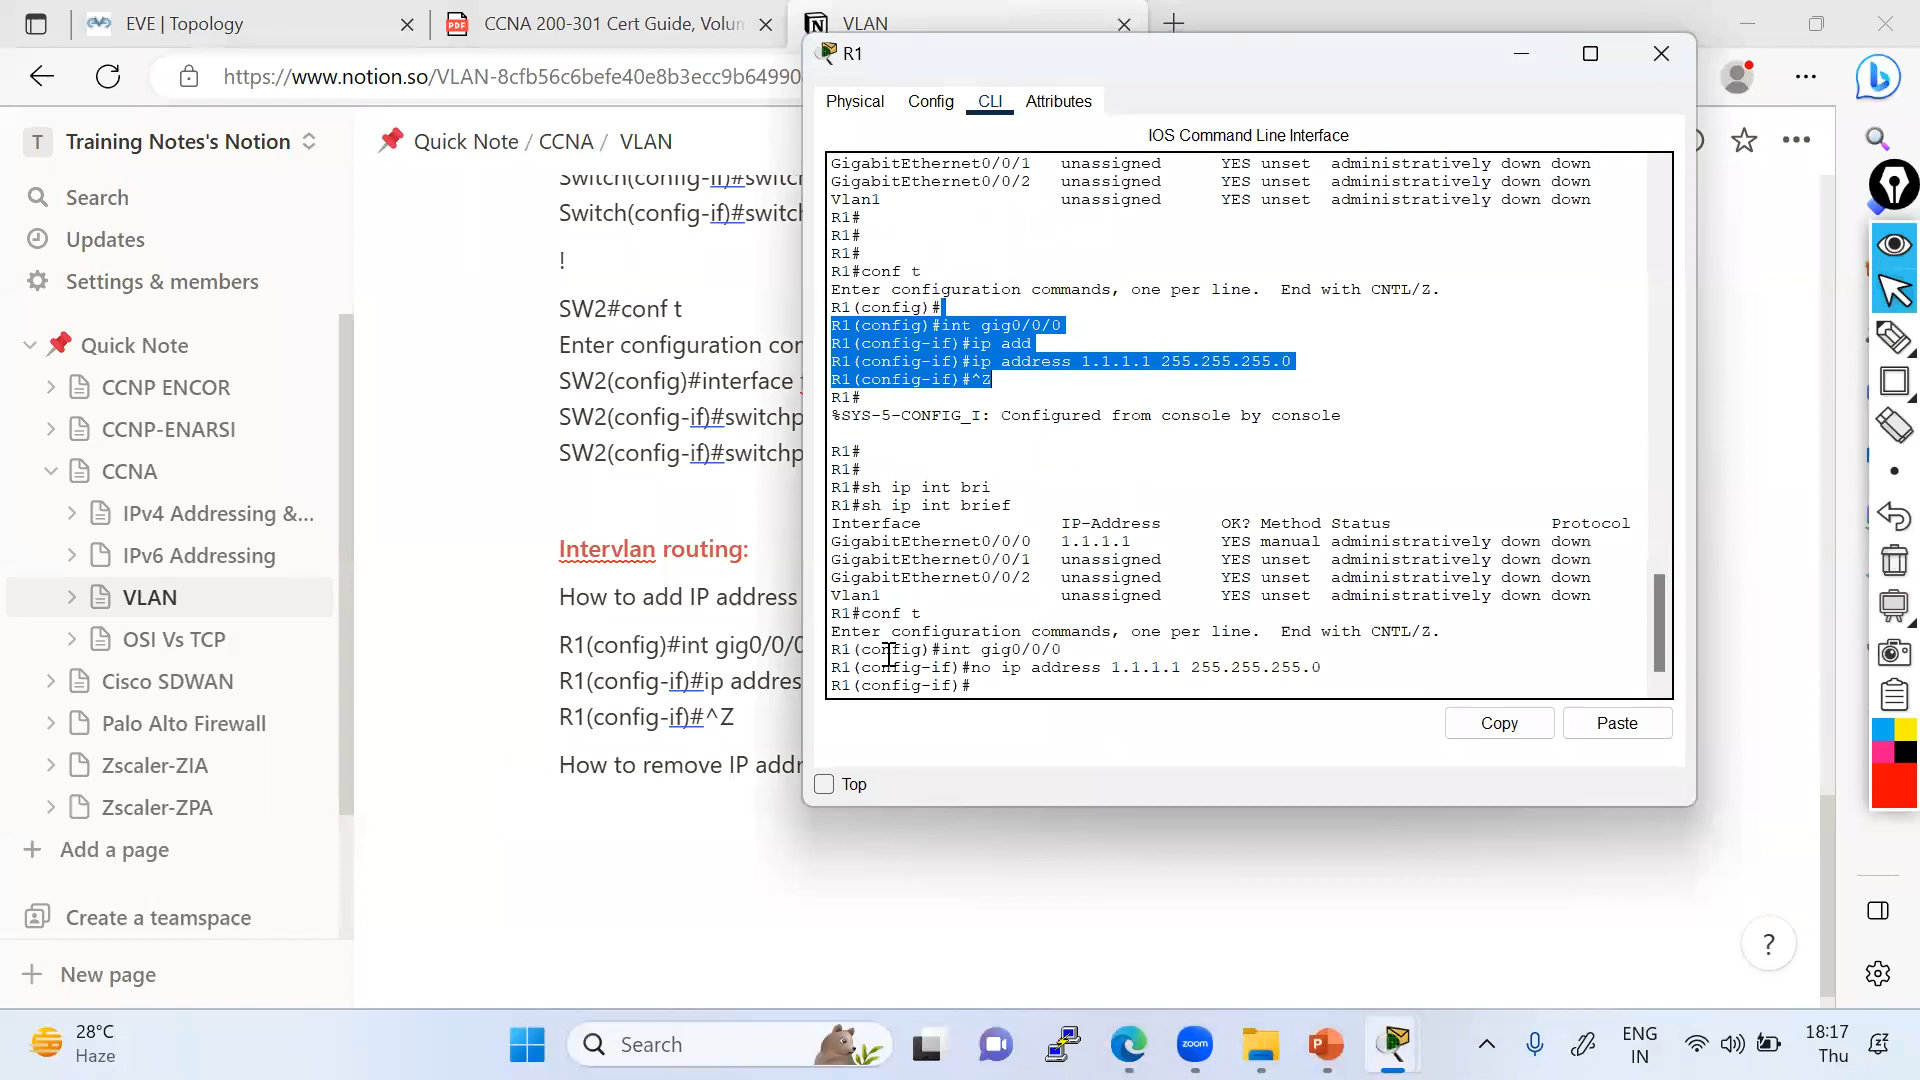 EVE | Topology
CCNA 200-301 Cert Guide, Volum
VLAN
https://www.notion.so/VLAN-8cfb56c6befe40e8b3ecc9b64990
T Training Notes's Notion
Quick Note / CCNA / VLAN
Search
Updates
Settings & members
Quick Note
CCNP ENCOR
CCNP-ENARSI
CCNA
IPv4 Addressing &...
IPv6 Addressing
VLAN
OSI Vs TCP
Cisco SDWAN
Palo Alto Firewall
Zscaler-ZIA
Zscaler-ZPA
Add a page
Create a teamspace
New page
Switch(config-if)#switc
Switch(config-if)#switch
!
SW2#conf t
Enter configuration cor
SW2(config)#interface
SW2(config-if)#switchp
SW2(config-if)#switchp
Intervlan routing:
How to add IP address
R1(config)#int gig0/0/0
R1(config-if)#ip addres
R1(config-if)#^Z
How to remove IP addr
R1
Physical Config CLI Attributes
IOS Command Line Interface
GigabitEthernet0/0/1 unassigned YES unset administratively down down
GigabitEthernet0/0/2 unassigned YES unset administratively down down
Vlan1 unassigned YES unset administratively down down
R1#
R1#
R1#
R1#conf t
Enter configuration commands, one per line. End with CNTL/Z.
R1(config)#
R1(config)#int gig0/0/0
R1(config-if)#ip add
R1(config-if)#ip address 1.1.1.1 255.255.255.0
R1(config-if)#^Z
R1#
%SYS-5-CONFIG_I: Configured from console by console
R1#
R1#
R1#sh ip int bri
R1#sh ip int brief
Interface IP-Address OK? Method Status Protocol
GigabitEthernet0/0/0 1.1.1.1 YES manual administratively down down
GigabitEthernet0/0/1 unassigned YES unset administratively down down
GigabitEthernet0/0/2 unassigned YES unset administratively down down
Vlan1 unassigned YES unset administratively down down
R1#conf t
Enter configuration commands, one per line. End with CNTL/Z.
R1(config)#int gig0/0/0
R1(config-if)#no ip address 1.1.1.1 255.255.255.0
R1(config-if)#
Copy Paste
Top
?
28°C
Haze
Search
zoom
ENG
IN
18:17
Thu